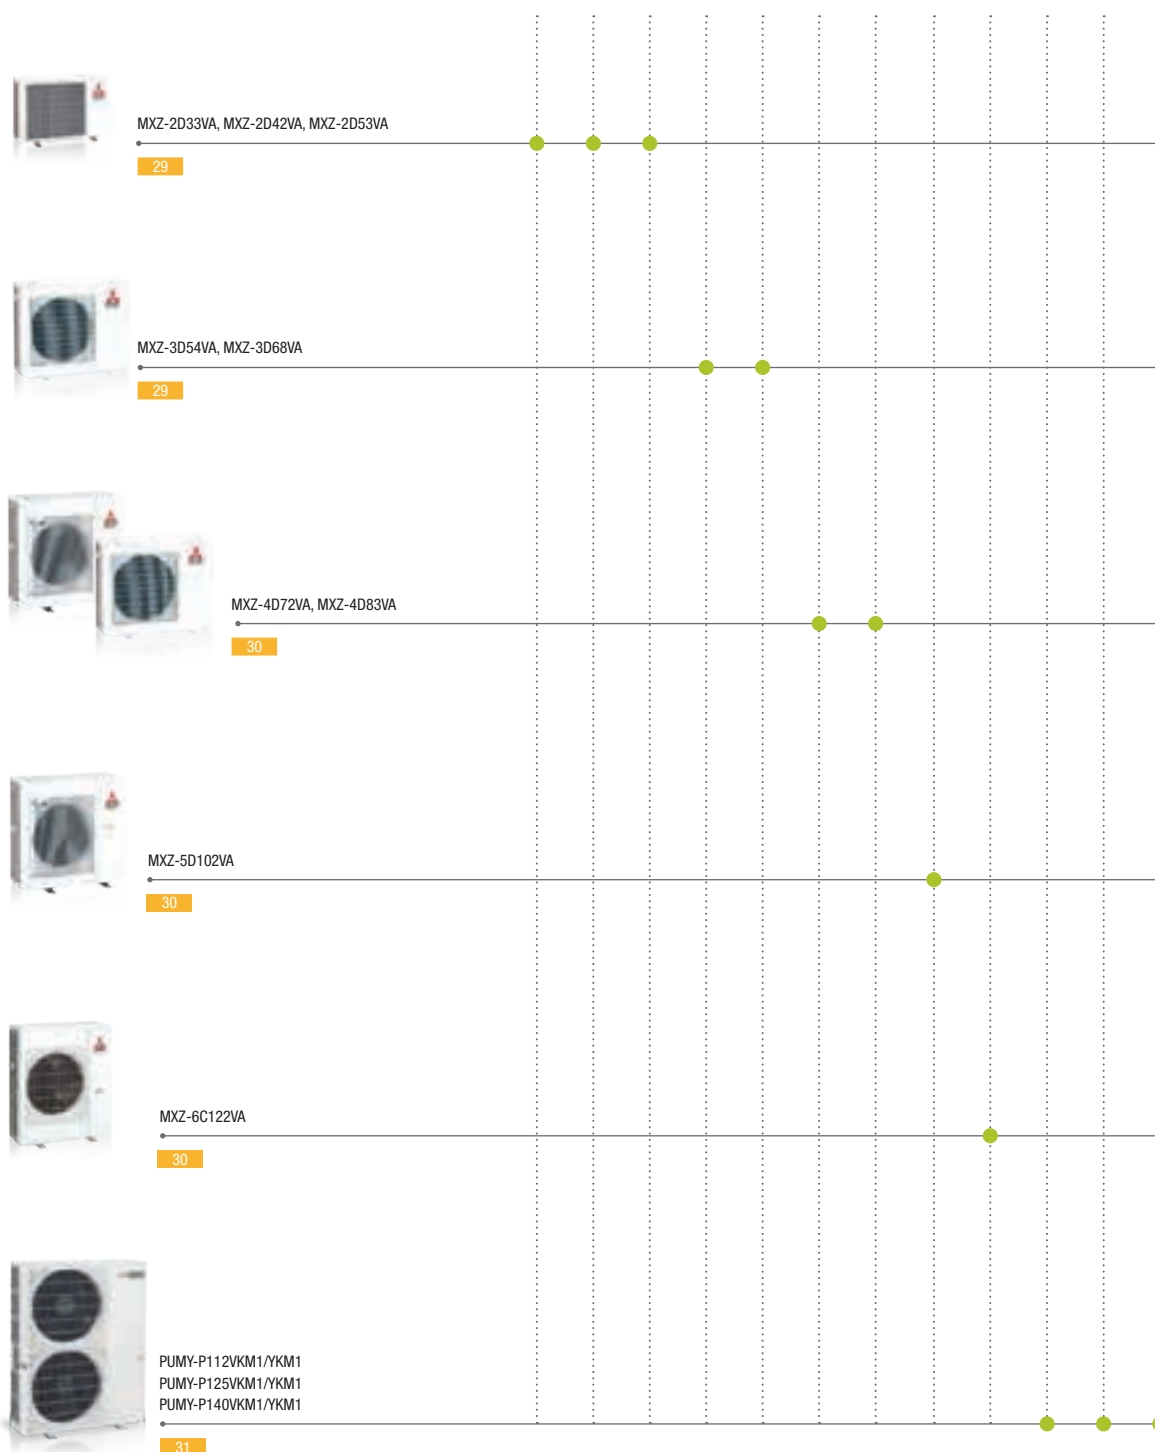 MXZ-2D33VA, MXZ-2D42VA, MXZ-2D53VA
29
MXZ-3D54VA, MXZ-3D68VA
29
MXZ-4D72VA, MXZ-4D83VA
30
MXZ-5D102VA
30
MXZ-6C122VA
30
PUMY-P112VKM1/YKM1
PUMY-P125VKM1/YKM1
PUMY-P140VKM1/YKM1
31